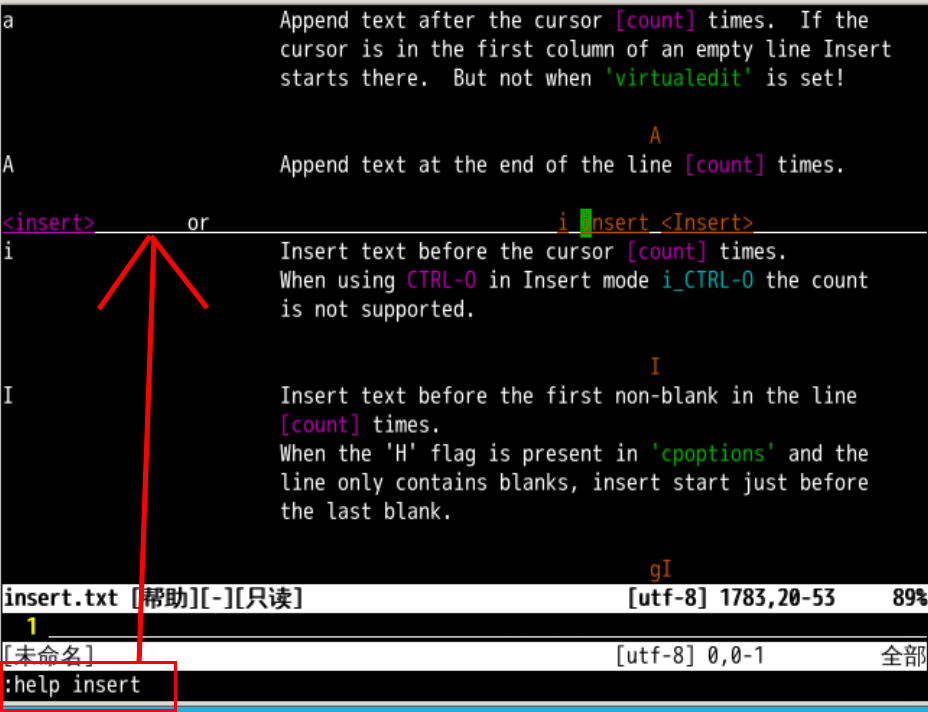 a Append text after the cursor [count] times.  If the
cursor is in the first column of an empty line Insert
starts there.  But not when 'virtualedit' is set!
A
A Append text at the end of the line [count] times.
<insert> or i insert <Insert>
i Insert text before the cursor [count] times.
When using CTRL-O in Insert mode i_CTRL-O the count
is not supported.
I
I Insert text before the first non-blank in the line
[count] times.
When the 'H' flag is present in 'cpoptions' and the
line only contains blanks, insert start just before
the last blank.
gI
insert.txt [帮助][-][只读] [utf-8] 1783,20-53 89%
1
[未命名] [utf-8] 0,0-1 全部
:help insert